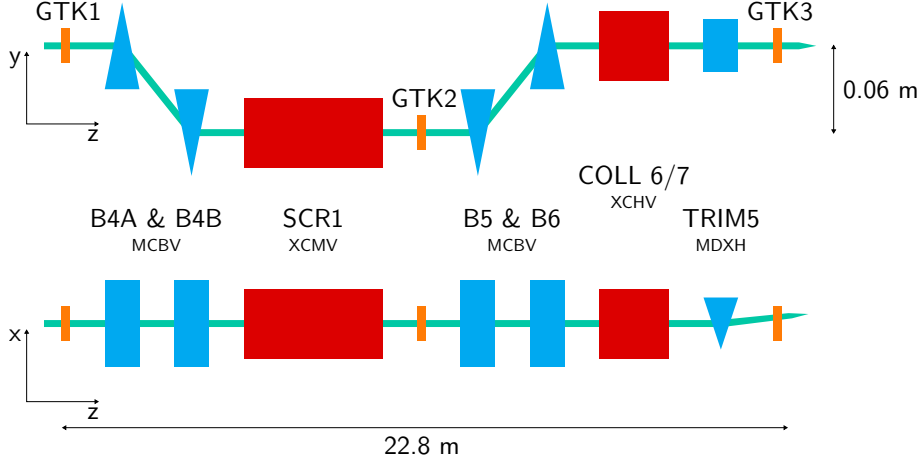 GTK1
GTK3
y
z
GTK2
0.06 m
COLL 6/7
XCHV
B4A & B4B
MCBV
SCR1
XCMV
B5 & B6
MCBV
TRIM5
MDXH
x
z
22.8 m